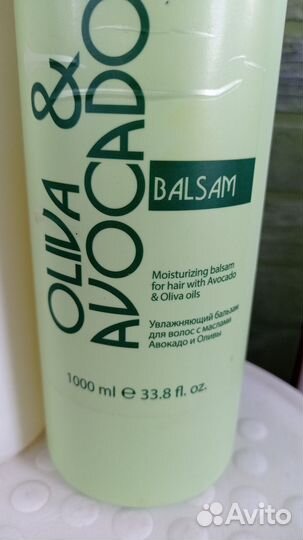 OLIVA &
AVOCADO
BALSAM
Moisturizing balsam
for hair with Avocado
& Oliva oils
Увлажняющий бальзам
для волос с маслами
Авокадо и Оливы
1000 ml ℮ 33.8 fl. oz.
Avito